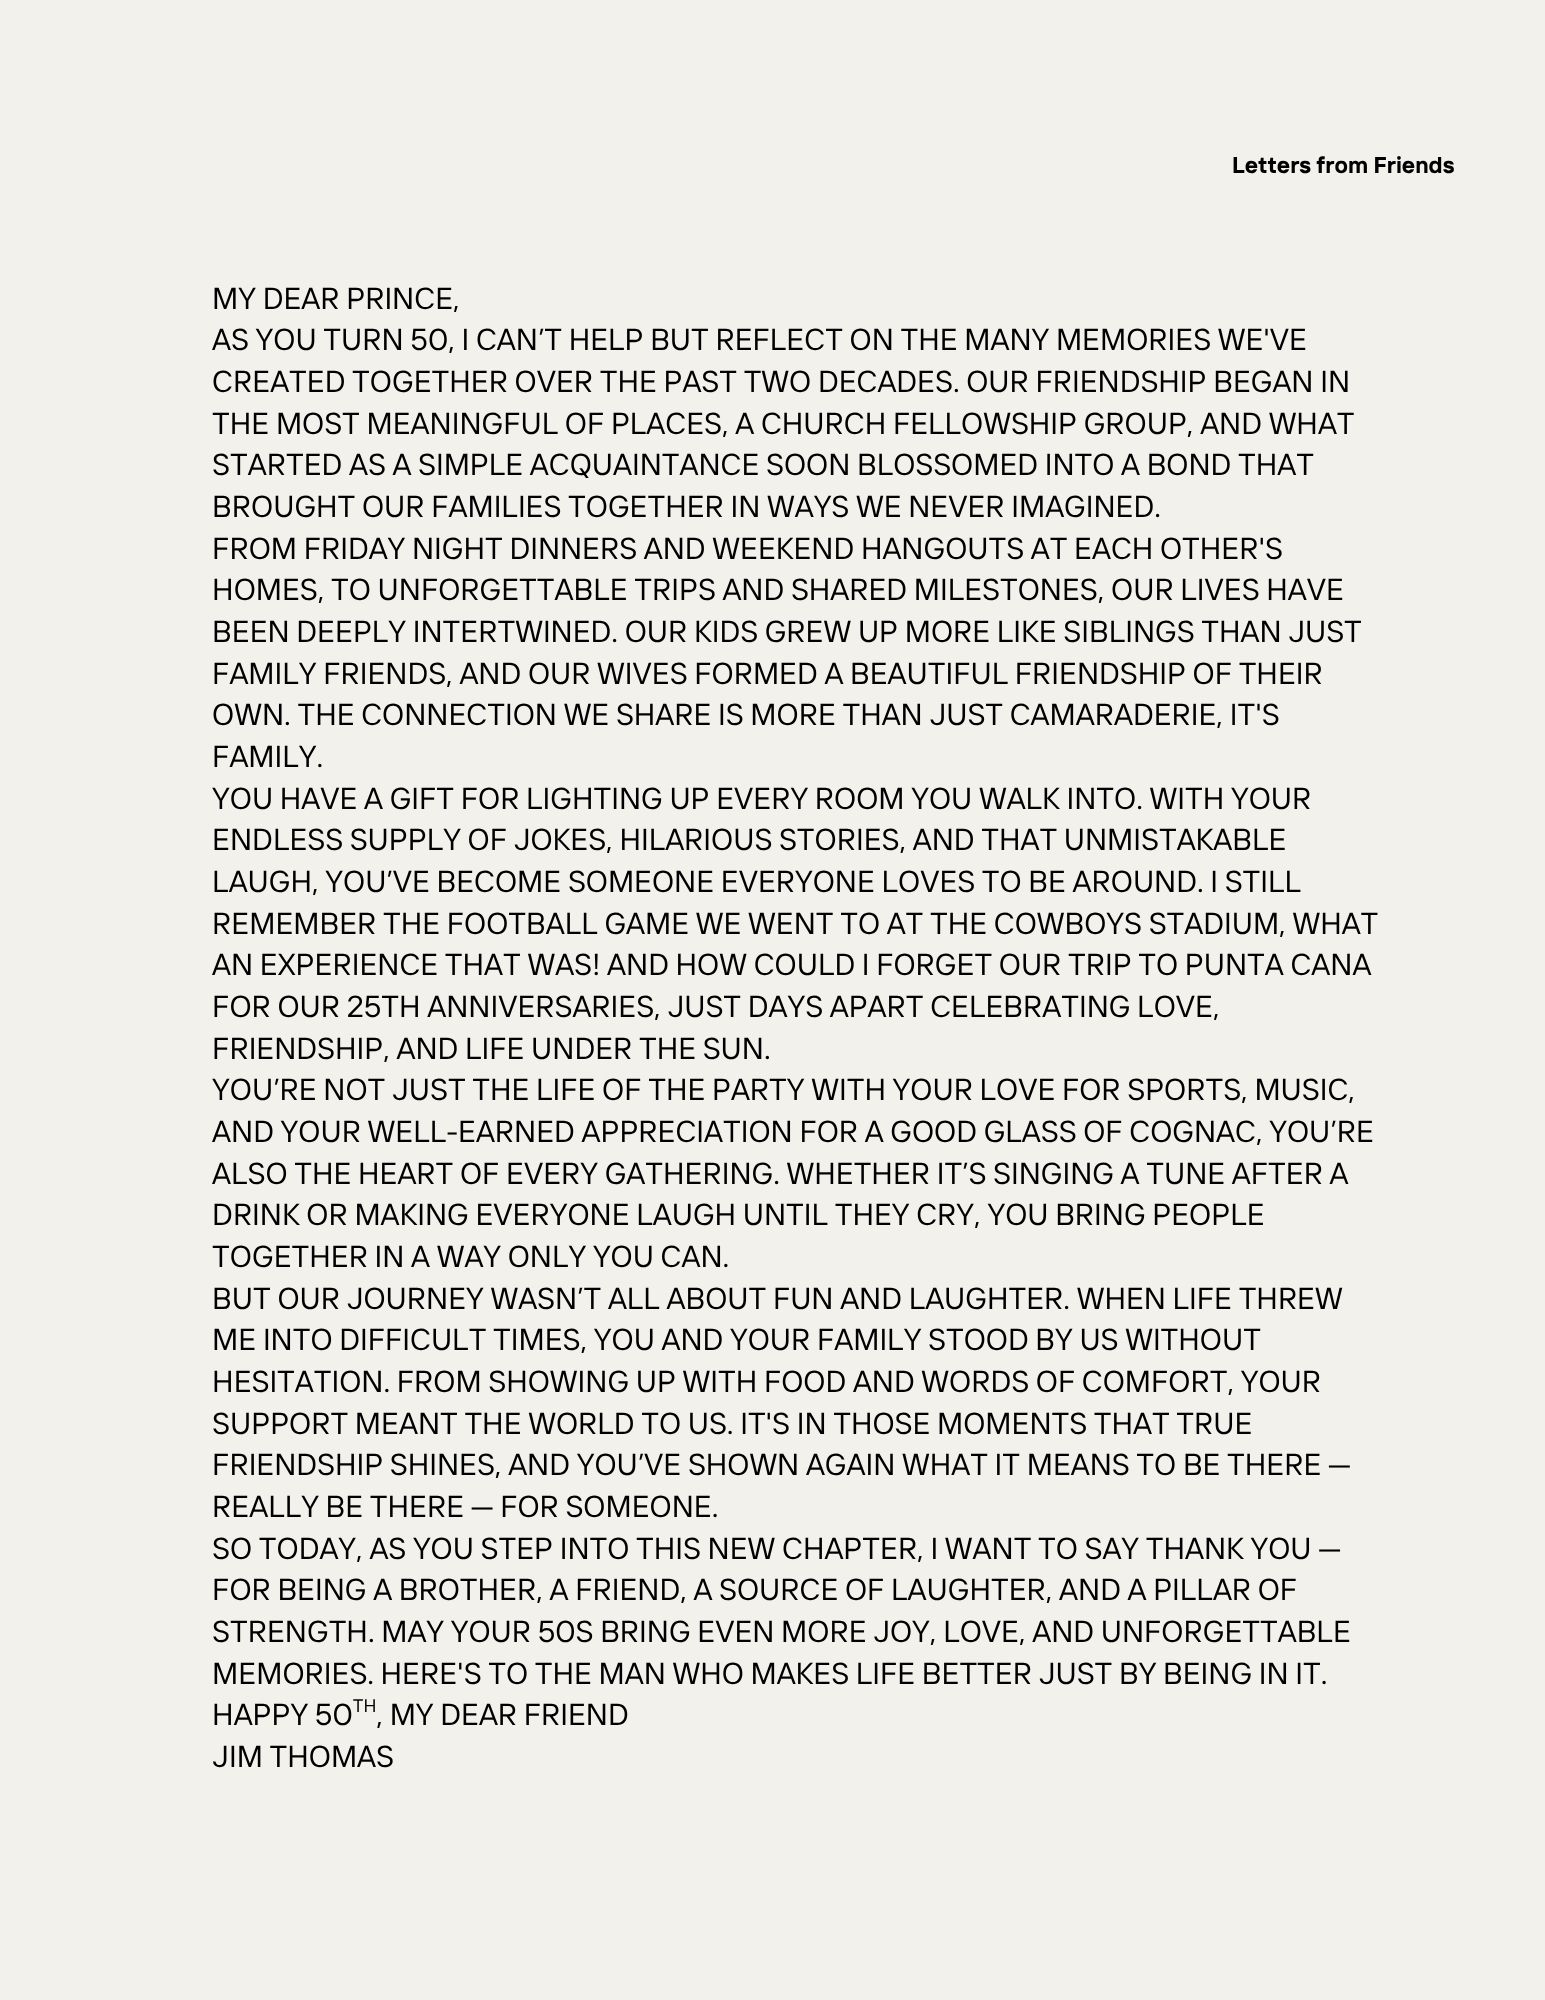 Letters from Friends
MY DEAR PRINCE,
AS YOU TURN 50, I CAN’T HELP BUT REFLECT ON THE MANY MEMORIES WE'VE
CREATED TOGETHER OVER THE PAST TWO DECADES. OUR FRIENDSHIP BEGAN IN
THE MOST MEANINGFUL OF PLACES, A CHURCH FELLOWSHIP GROUP, AND WHAT
STARTED AS A SIMPLE ACQUAINTANCE SOON BLOSSOMED INTO A BOND THAT
BROUGHT OUR FAMILIES TOGETHER IN WAYS WE NEVER IMAGINED.
FROM FRIDAY NIGHT DINNERS AND WEEKEND HANGOUTS AT EACH OTHER'S
HOMES, TO UNFORGETTABLE TRIPS AND SHARED MILESTONES, OUR LIVES HAVE
BEEN DEEPLY INTERTWINED. OUR KIDS GREW UP MORE LIKE SIBLINGS THAN JUST
FAMILY FRIENDS, AND OUR WIVES FORMED A BEAUTIFUL FRIENDSHIP OF THEIR
OWN. THE CONNECTION WE SHARE IS MORE THAN JUST CAMARADERIE, IT'S
FAMILY.
YOU HAVE A GIFT FOR LIGHTING UP EVERY ROOM YOU WALK INTO. WITH YOUR
ENDLESS SUPPLY OF JOKES, HILARIOUS STORIES, AND THAT UNMISTAKABLE
LAUGH, YOU’VE BECOME SOMEONE EVERYONE LOVES TO BE AROUND. I STILL
REMEMBER THE FOOTBALL GAME WE WENT TO AT THE COWBOYS STADIUM, WHAT
AN EXPERIENCE THAT WAS! AND HOW COULD I FORGET OUR TRIP TO PUNTA CANA
FOR OUR 25TH ANNIVERSARIES, JUST DAYS APART CELEBRATING LOVE,
FRIENDSHIP, AND LIFE UNDER THE SUN.
YOU’RE NOT JUST THE LIFE OF THE PARTY WITH YOUR LOVE FOR SPORTS, MUSIC,
AND YOUR WELL-EARNED APPRECIATION FOR A GOOD GLASS OF COGNAC, YOU’RE
ALSO THE HEART OF EVERY GATHERING. WHETHER IT’S SINGING A TUNE AFTER A
DRINK OR MAKING EVERYONE LAUGH UNTIL THEY CRY, YOU BRING PEOPLE
TOGETHER IN A WAY ONLY YOU CAN.
BUT OUR JOURNEY WASN’T ALL ABOUT FUN AND LAUGHTER. WHEN LIFE THREW
ME INTO DIFFICULT TIMES, YOU AND YOUR FAMILY STOOD BY US WITHOUT
HESITATION. FROM SHOWING UP WITH FOOD AND WORDS OF COMFORT, YOUR
SUPPORT MEANT THE WORLD TO US. IT'S IN THOSE MOMENTS THAT TRUE
FRIENDSHIP SHINES, AND YOU’VE SHOWN AGAIN WHAT IT MEANS TO BE THERE —
REALLY BE THERE — FOR SOMEONE.
SO TODAY, AS YOU STEP INTO THIS NEW CHAPTER, I WANT TO SAY THANK YOU —
FOR BEING A BROTHER, A FRIEND, A SOURCE OF LAUGHTER, AND A PILLAR OF
STRENGTH. MAY YOUR 50S BRING EVEN MORE JOY, LOVE, AND UNFORGETTABLE
MEMORIES. HERE'S TO THE MAN WHO MAKES LIFE BETTER JUST BY BEING IN IT.
HAPPY 50TH, MY DEAR FRIEND
JIM THOMAS